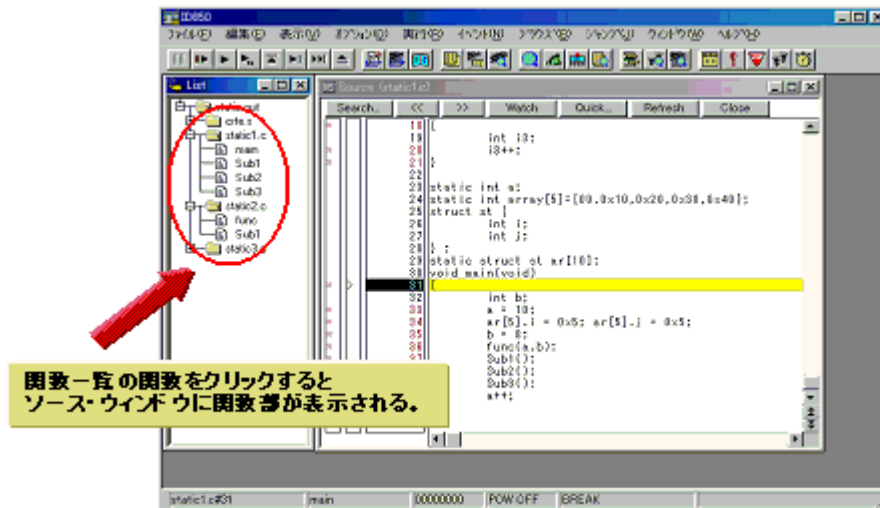 ID850
ファイル(F) 編集(E) 表示(V) オプション(O) 実行(R) イベント(N) ブラウズ(B) ジャンプ(J) ウィンドウ(W) ヘルプ(H)
List
static.out
crte.s
static1.c
main
Sub1
Sub2
Sub3
static2.c
func
Sub1
static3.c
Source (static1.c)
Search... << >> Watch Quick... Refresh Close
18 {
19 int i3;
20 i3++;
21 }
22
23 static int a;
24 static int array[5]={00,0x10,0x20,0x30,0x40};
25 struct st {
26 int i;
27 int j;
28 } ;
29 static struct st ar[10];
30 void main(void)
31 {
32 int b;
33 a = 10;
34 ar[5].i = 0x5; ar[5].j = 0x5;
35 b = 8;
36 func(a,b);
37 Sub1();
Sub2();
Sub3();
a++;
関数一覧の関数をクリックすると
ソース・ウィンドウに関数部が表示される。
static1.c#31 main 00000000 POW OFF BREAK